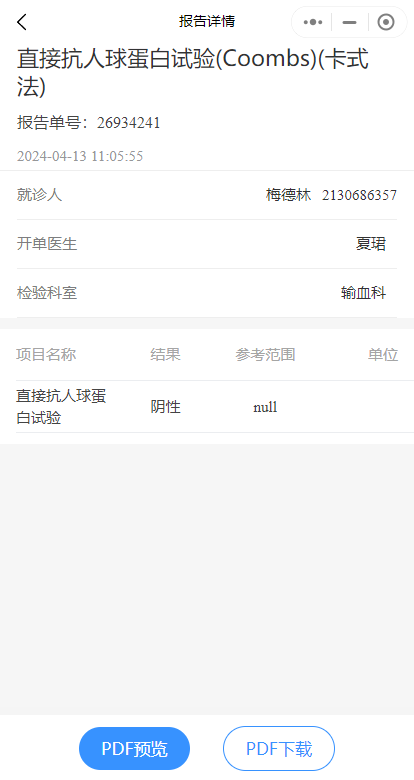 报告详情
直接抗人球蛋白试验(Coombs)(卡式
法)
报告单号：26934241
2024-04-13 11:05:55
就诊人 梅德林 2130686357
开单医生 夏珺
检验科室 输血科
项目名称 结果 参考范围 单位
直接抗人球蛋
白试验 阴性 null
PDF预览 PDF下载